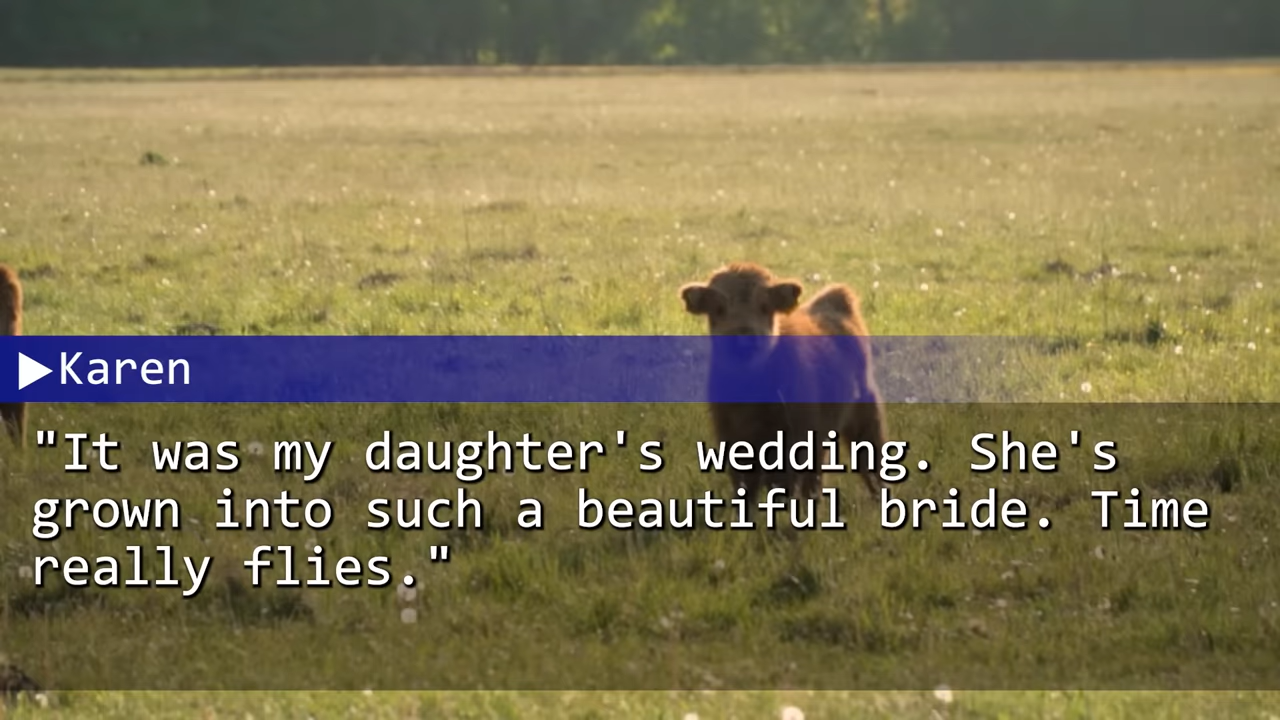 ▶Karen
"It was my daughter's wedding. She's
grown into such a beautiful bride. Time
really flies."